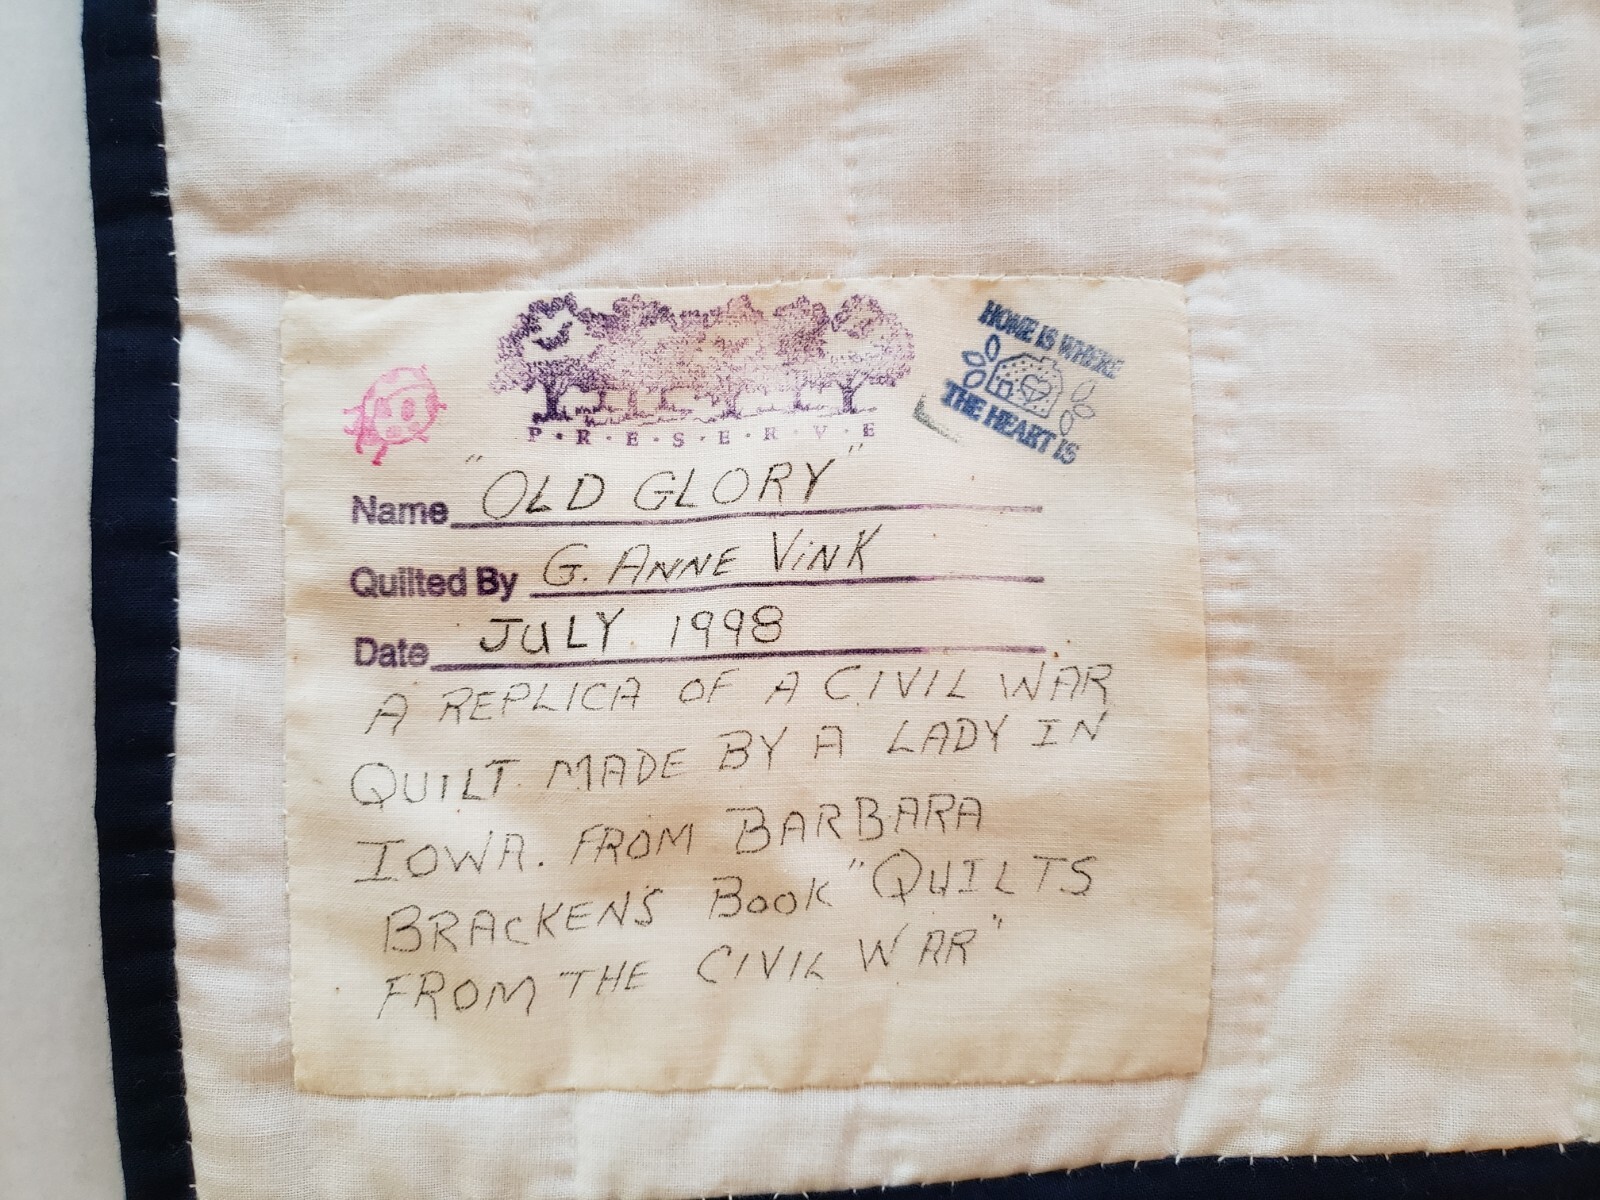 P·R·E·S·E·R·V·E
HOME IS WHERE
THE HEART IS
Name "OLD GLORY"
Quilted By G. ANNE ViNK
Date JULY 1998
A REPLICA OF A CIVIL WAR
QUILT MADE BY A LADY IN
IOWA. FROM BARBARA
BRACKEN'S BOOK "QUILTS
FROM THE CIVIL WAR"